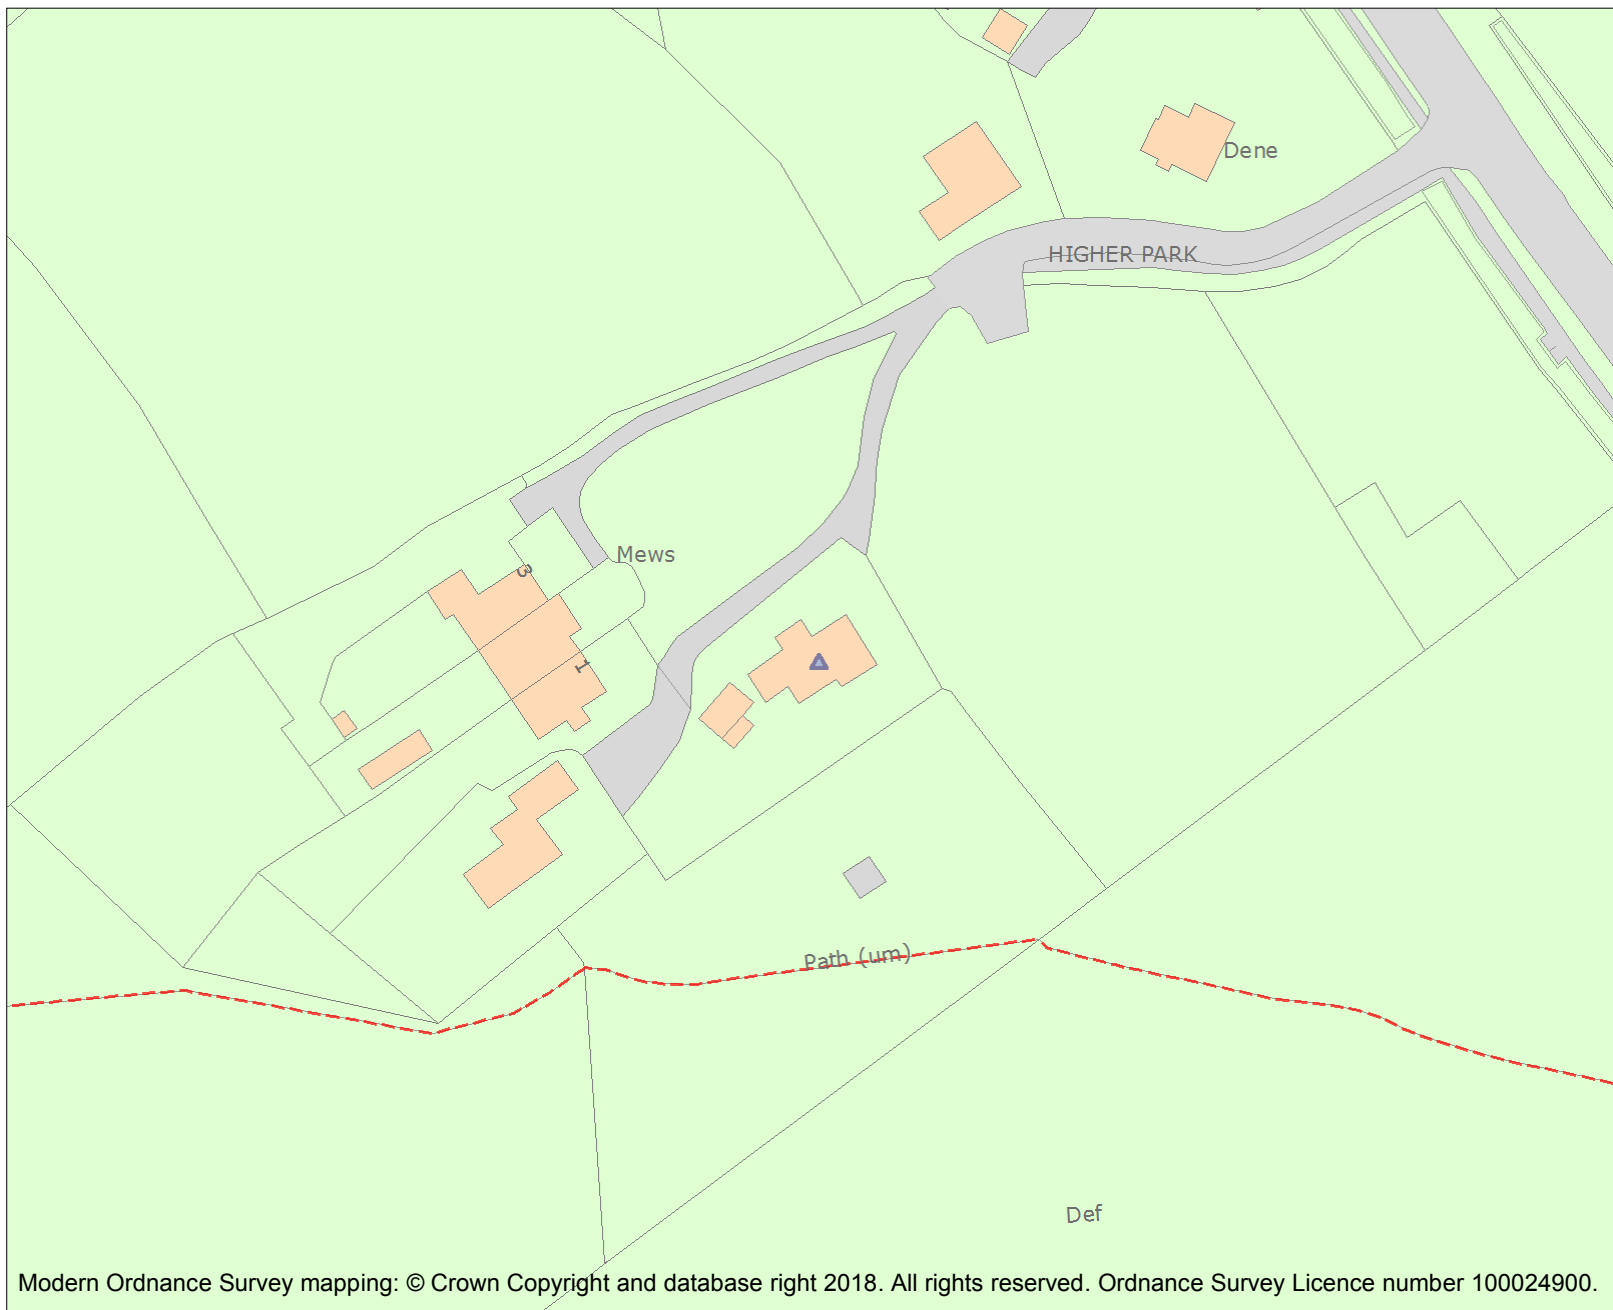 Dene
HIGHER PARK
Mews
3
1
Path (um)
Def
Modern Ordnance Survey mapping: © Crown Copyright and database right 2018. All rights reserved. Ordnance Survey Licence number 100024900.